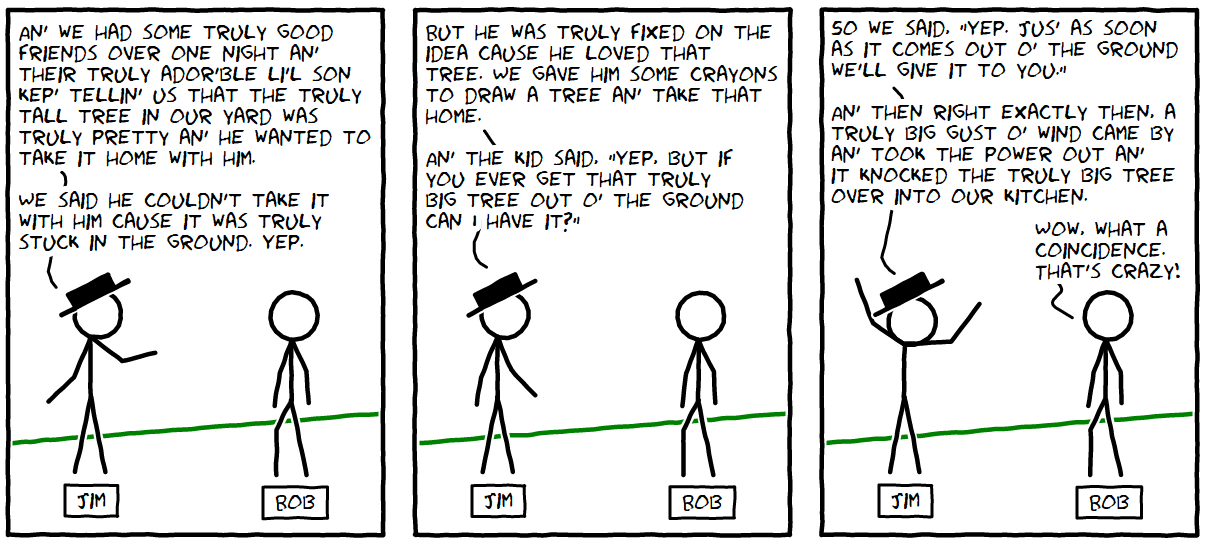 AN' WE HAD SOME TRULY GOOD
FRIENDS OVER ONE NIGHT AN'
THEIR TRULY ADOR'BLE LI'L SON
KEP' TELLIN' US THAT THE TRULY
TALL TREE IN OUR YARD WAS
TRULY PRETTY AN' HE WANTED TO
TAKE IT HOME WITH HIM.
WE SAID HE COULDN'T TAKE IT
WITH HIM CAUSE IT WAS TRULY
STUCK IN THE GROUND. YEP.
JIM
BOB
BUT HE WAS TRULY FIXED ON THE
IDEA CAUSE HE LOVED THAT
TREE. WE GAVE HIM SOME CRAYONS
TO DRAW A TREE AN' TAKE THAT
HOME.
AN' THE KID SAID, "YEP, BUT IF
YOU EVER GET THAT TRULY
BIG TREE OUT O' THE GROUND
CAN I HAVE IT?"
JIM
BOB
SO WE SAID, "YEP. JUS' AS SOON
AS IT COMES OUT O' THE GROUND
WE'LL GIVE IT TO YOU."
AN' THEN RIGHT EXACTLY THEN, A
TRULY BIG GUST O' WIND CAME BY
AN' TOOK THE POWER OUT AN'
IT KNOCKED THE TRULY BIG TREE
OVER INTO OUR KITCHEN.
WOW, WHAT A
COINCIDENCE.
THAT'S CRAZY!
JIM
BOB